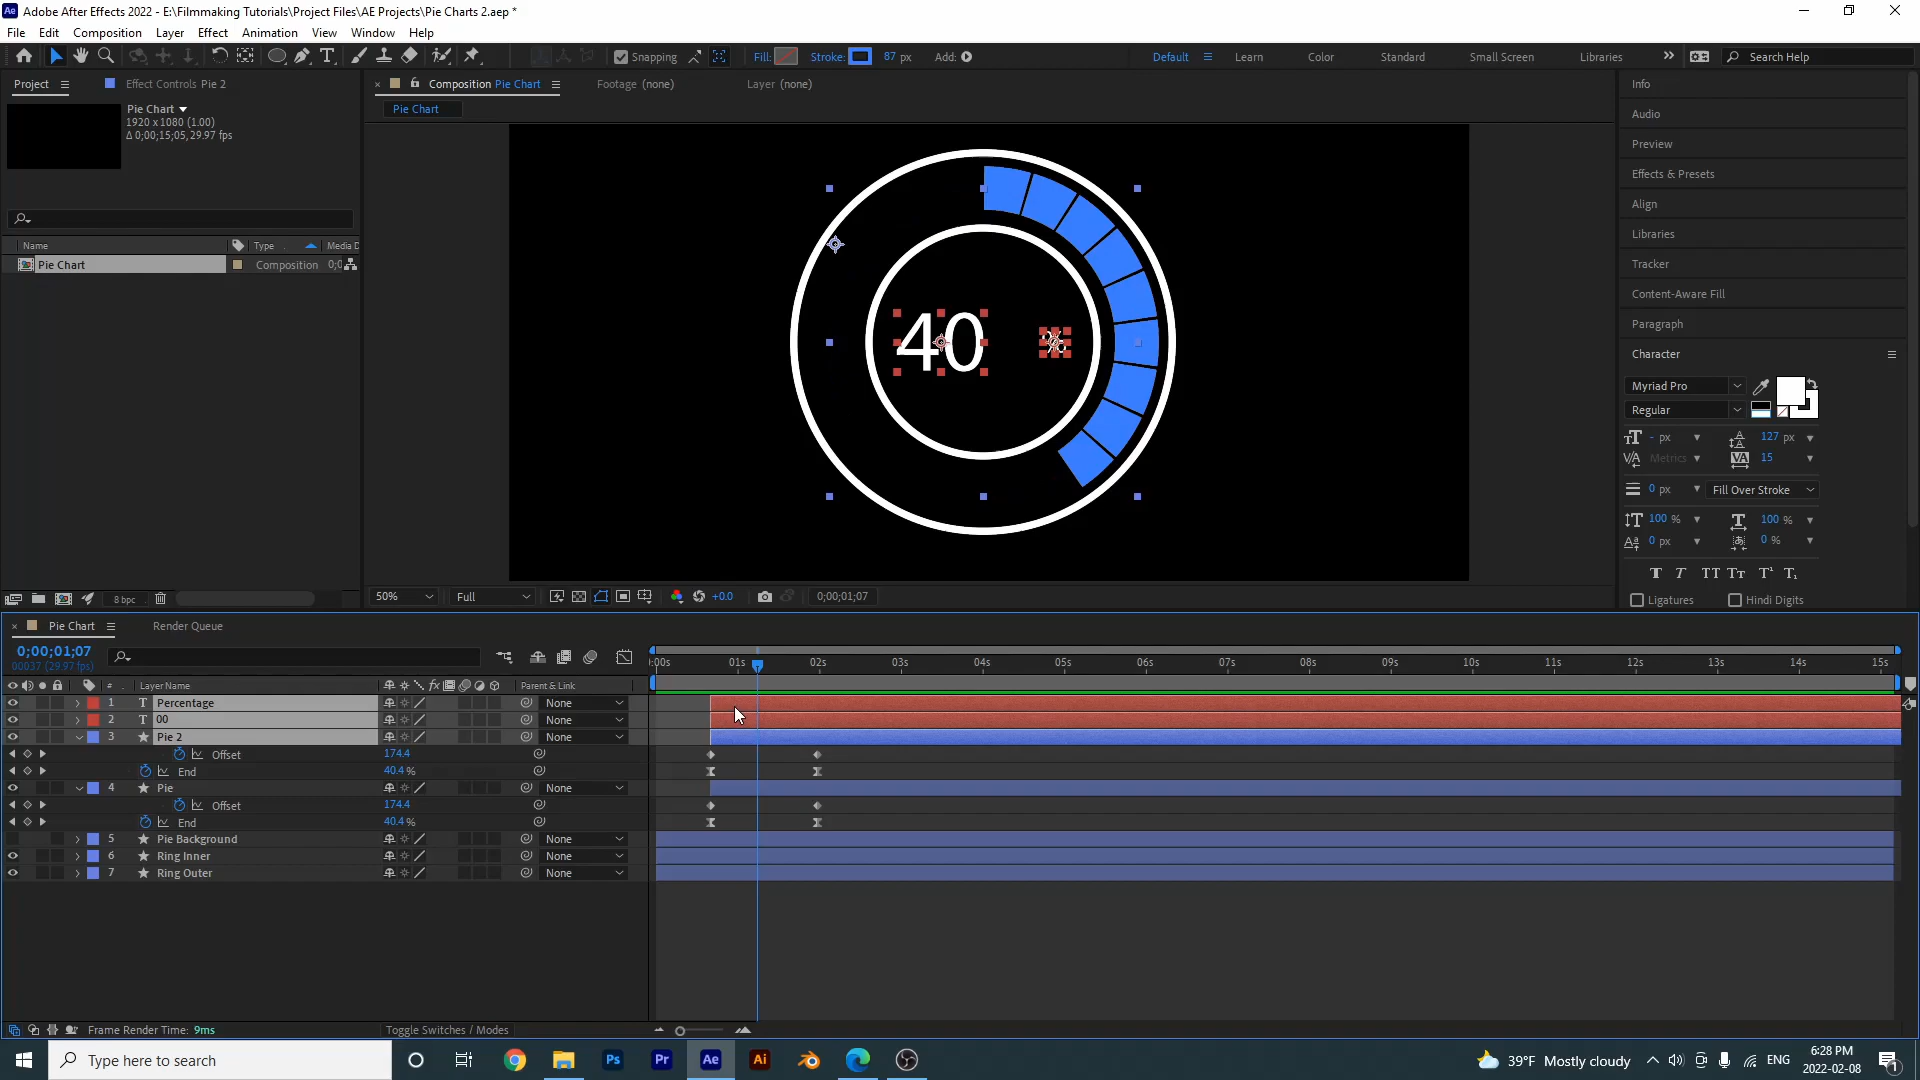 Ae Adobe After Effects 2022 - E:\Filmmaking Tutorials\Project Files\AE Projects\Pie Charts 2.aep *
File Edit Composition Layer Effect Animation View Window Help
Snapping Fill: Stroke: 87 px Add: Default Learn Color Standard Small Screen Libraries Search Help
Project Effect Controls Pie 2 Composition Pie Chart Footage (none) Layer (none) Info
Pie Chart
1920 x 1080 (1.00)
Δ 0;00;15;05, 29.97 fps
Pie Chart
Audio
Preview
Effects & Presets
Align
Libraries
Tracker
Content-Aware Fill
Paragraph
Character
Name Type Media D
Pie Chart Composition 0;0
40 %
Myriad Pro
Regular
- px 127 px
Metrics 15
0 px Fill Over Stroke
100 % 100 %
0 px 0 %
T T TT Tт T¹ T₁
Ligatures Hindi Digits
8 bpc 50% Full +0.0 0;00;01;07
Pie Chart Render Queue
0;00;01;07
00037 (29.97 fps)
:00s 01s 02s 03s 04s 05s 06s 07s 08s 09s 10s 11s 12s 13s 14s 15s
# Layer Name Parent & Link
1 T Percentage None
2 T 00 None
3 Pie 2 None
Offset 174.4
End 40.4 %
4 Pie None
Offset 174.4
End 40.4 %
5 Pie Background None
6 Ring Inner None
7 Ring Outer None
Frame Render Time: 9ms Toggle Switches / Modes
Type here to search Ps Pr Ae Ai 39°F Mostly cloudy ENG 6:28 PM
2022-02-08 1